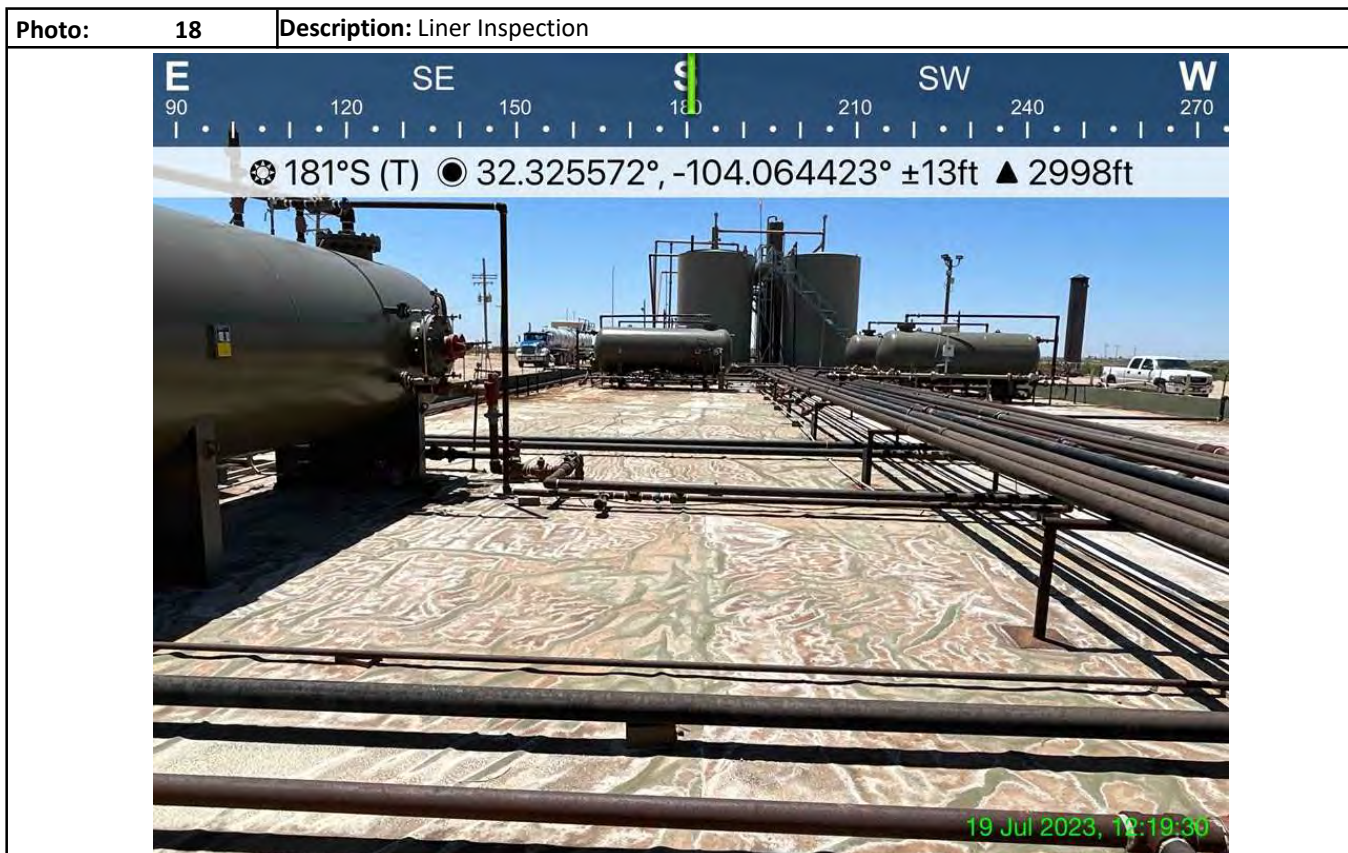 Photo: 18 Description: Liner Inspection
E SE S SW W
90 120 150 180 210 240 270
181°S (T) 32.325572°, -104.064423° ±13ft ▲ 2998ft
19 Jul 2023, 12:19:30